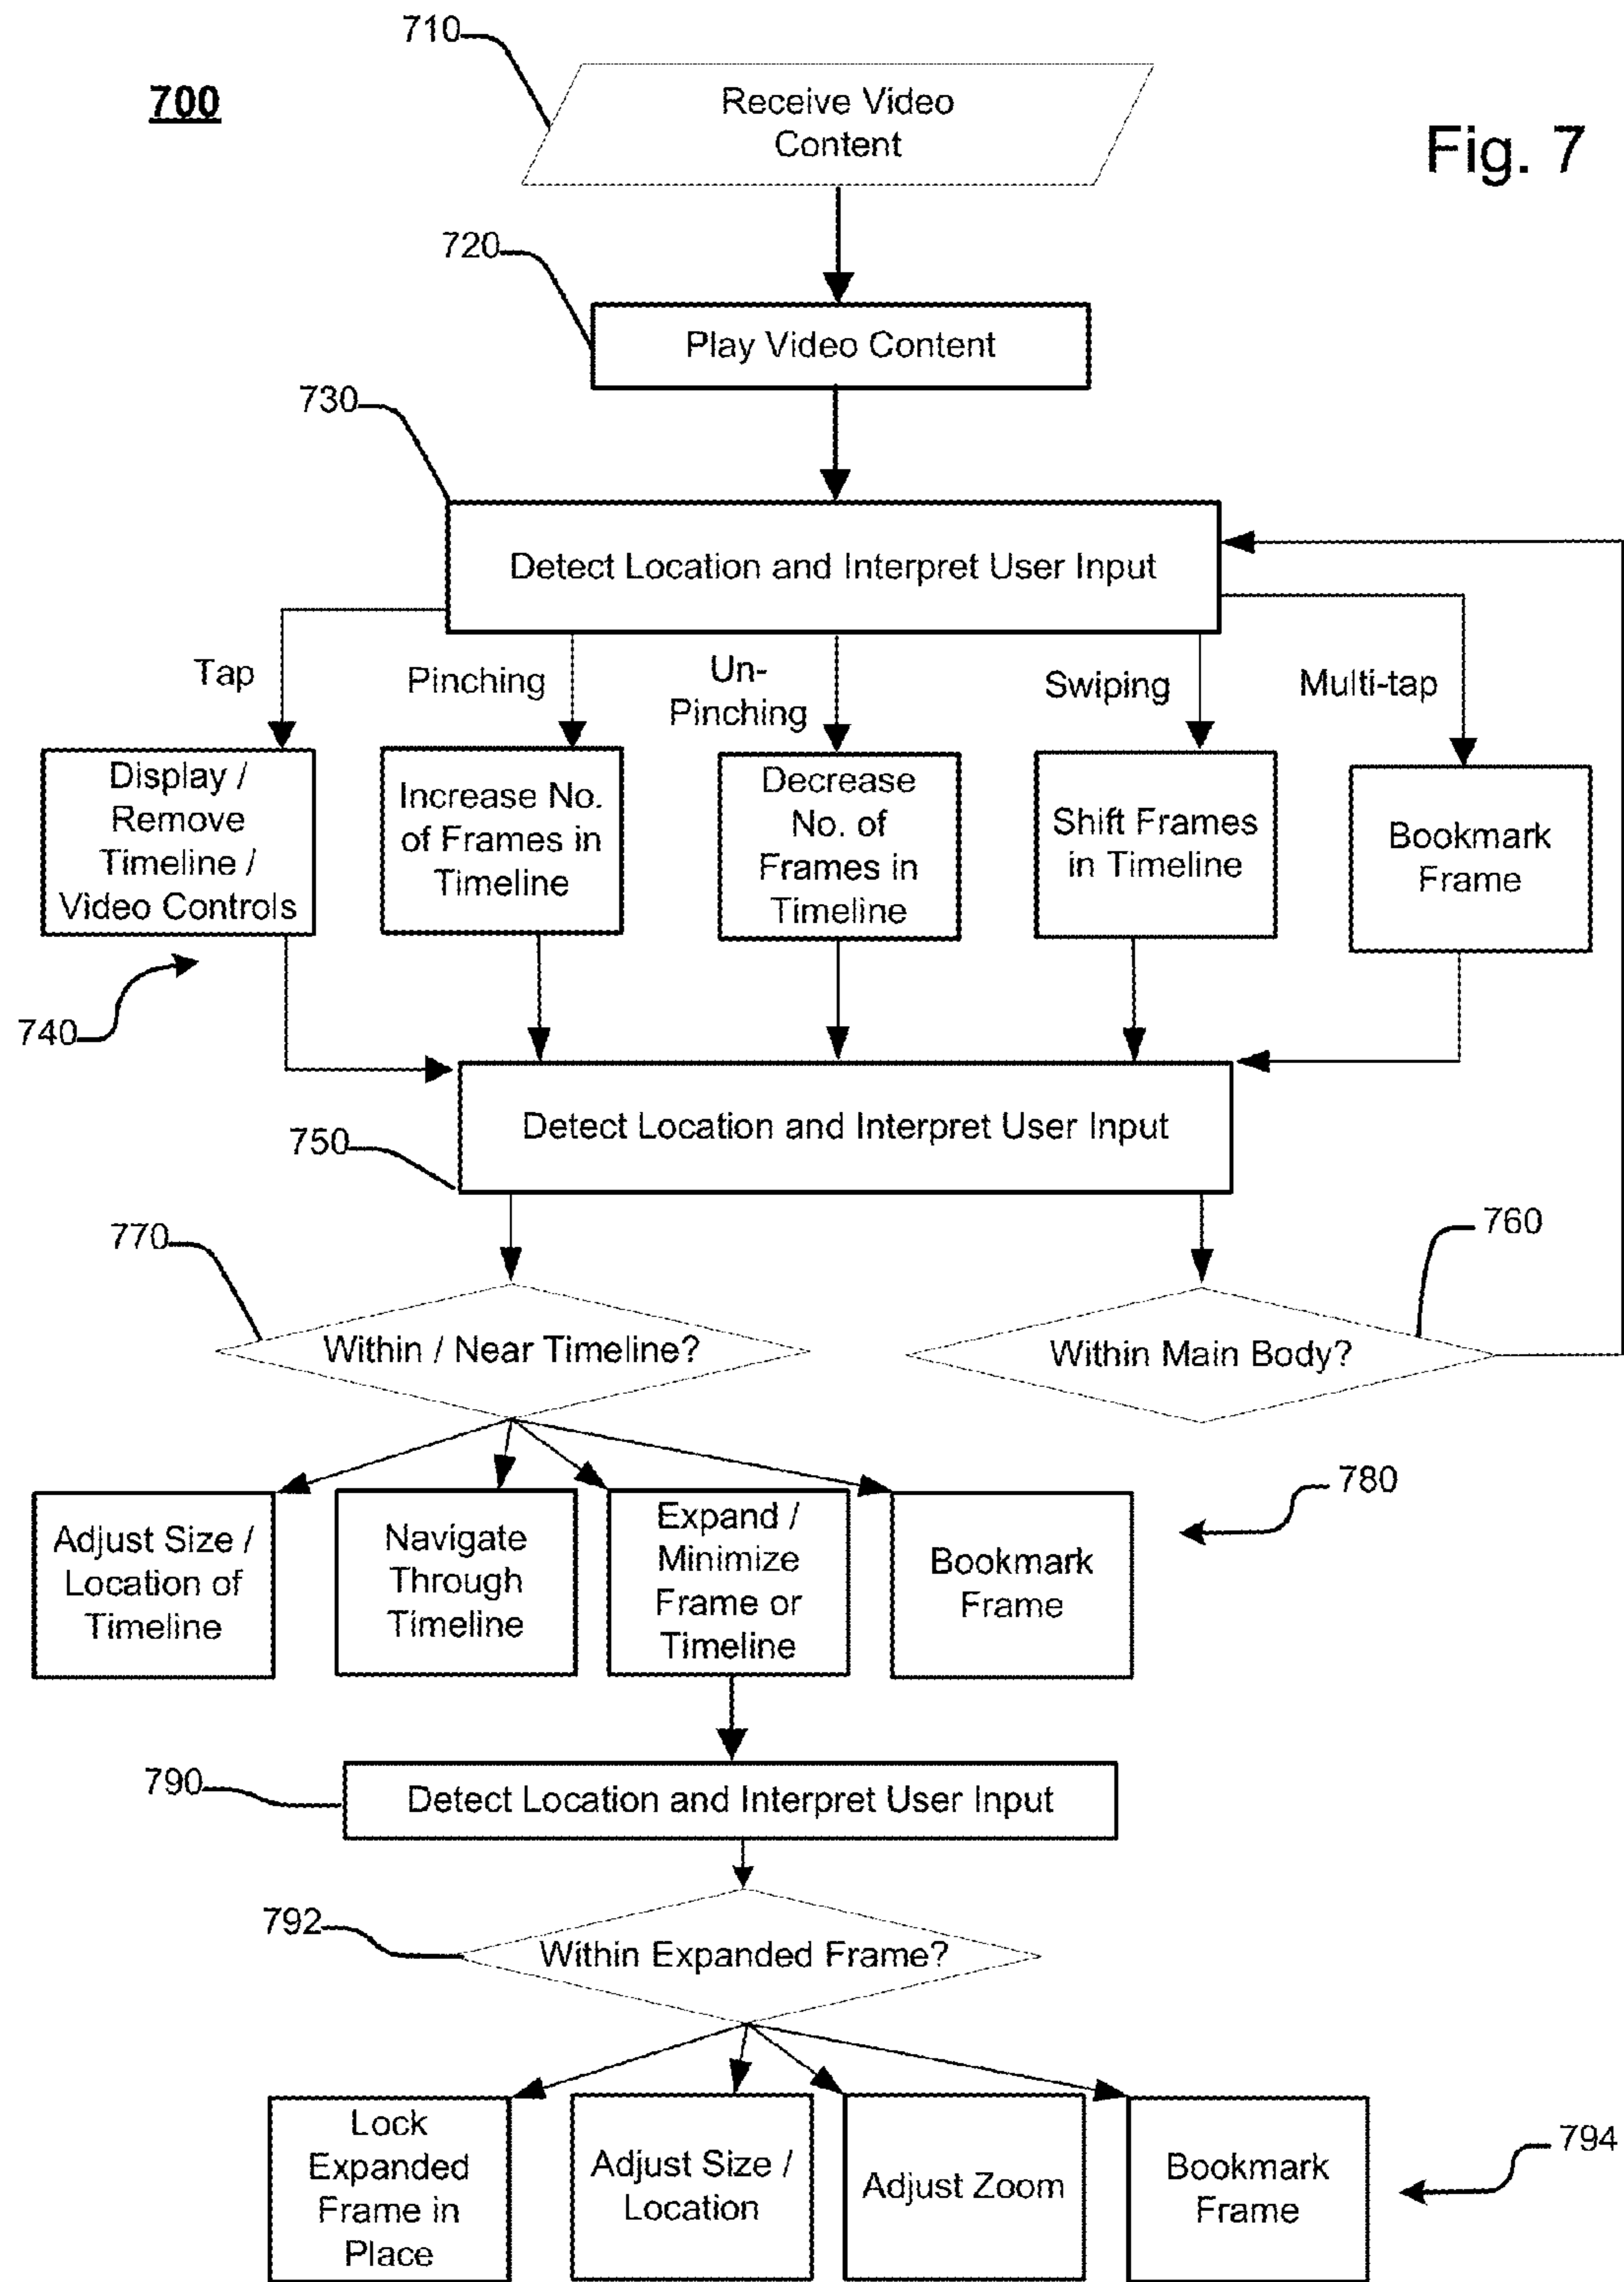 710
700
Receive Video
Content
Fig. 7
720
Play Video Content
730
Detect Location and Interpret User Input
Tap
Pinching
Un-
Pinching
Swiping
Multi-tap
Display /
Remove
Timeline /
Video Controls
Increase No.
of Frames in
Timeline
Decrease
No. of
Frames in
Timeline
Shift Frames
in Timeline
Bookmark
Frame
740
Detect Location and Interpret User Input
750
770
760
Within / Near Timeline?
Within Main Body?
780
Adjust Size /
Location of
Timeline
Navigate
Through
Timeline
Expand /
Minimize
Frame or
Timeline
Bookmark
Frame
790
Detect Location and Interpret User Input
792
Within Expanded Frame?
Lock
Expanded
Frame in
Place
Adjust Size /
Location
Adjust Zoom
Bookmark
Frame
794